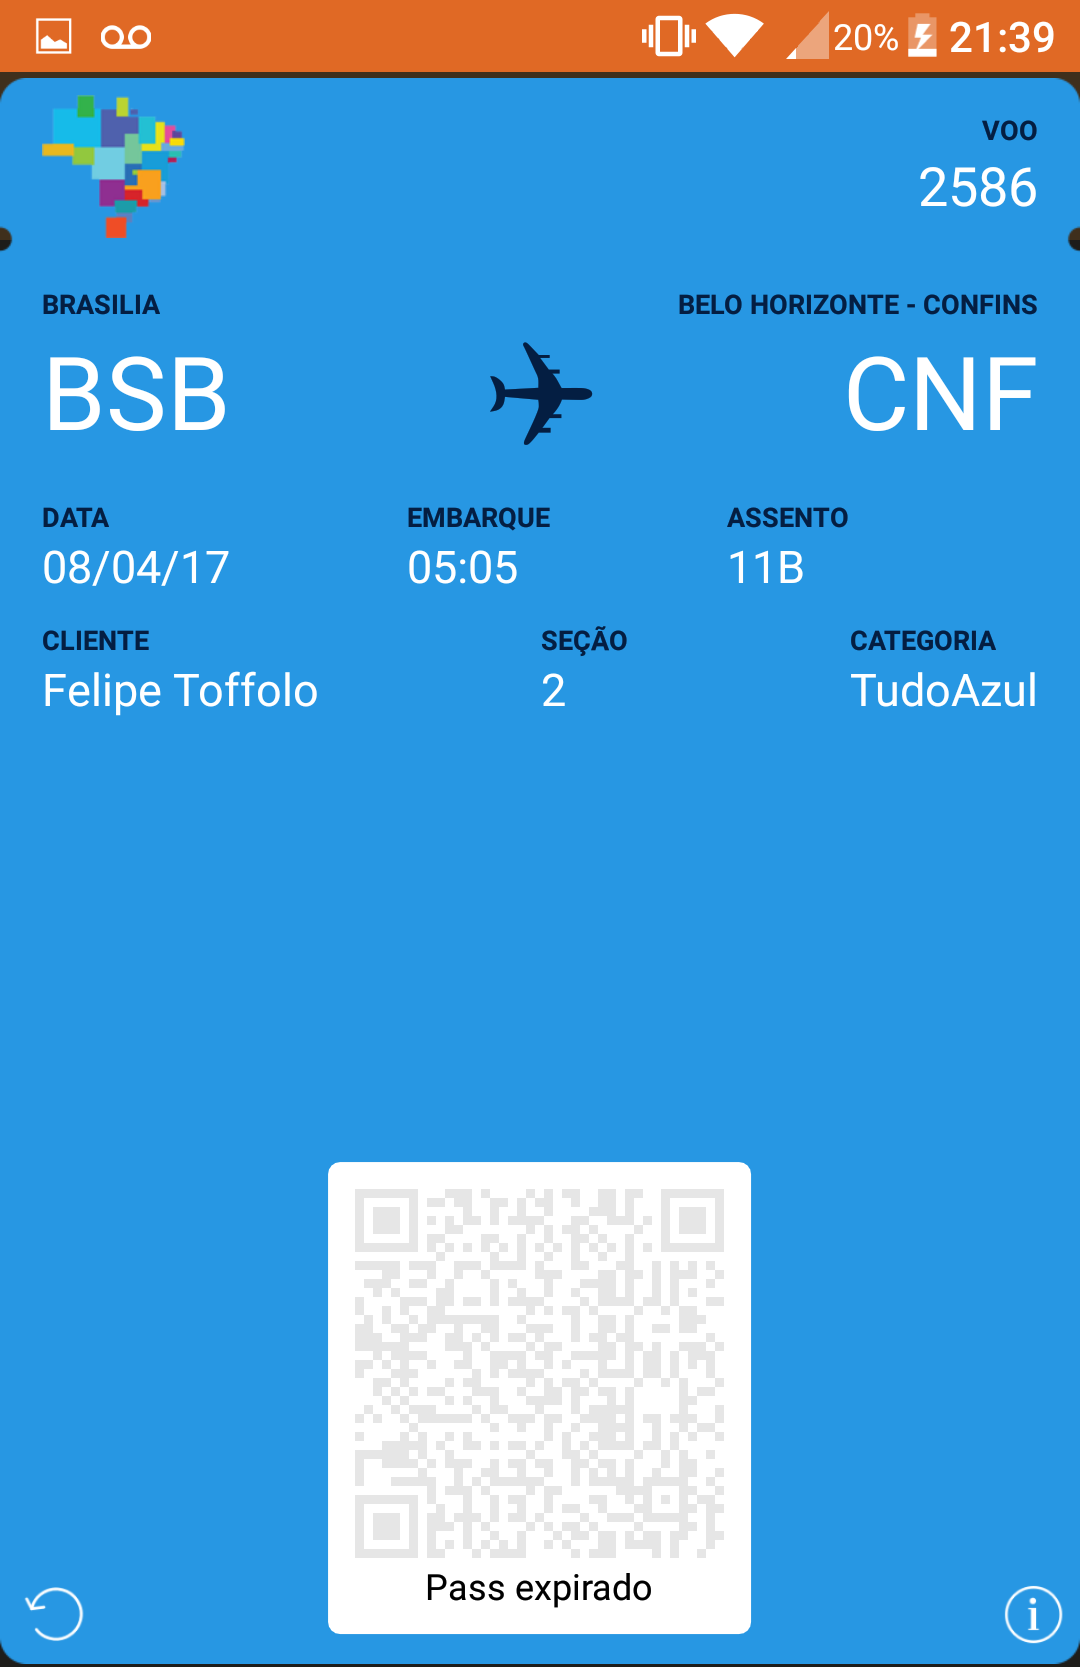 20% 21:39
VOO
2586
BRASILIA BELO HORIZONTE - CONFINS
BSB CNF
DATA EMBARQUE ASSENTO
08/04/17 05:05 11B
CLIENTE SEÇÃO CATEGORIA
Felipe Toffolo 2 TudoAzul
Pass expirado
i